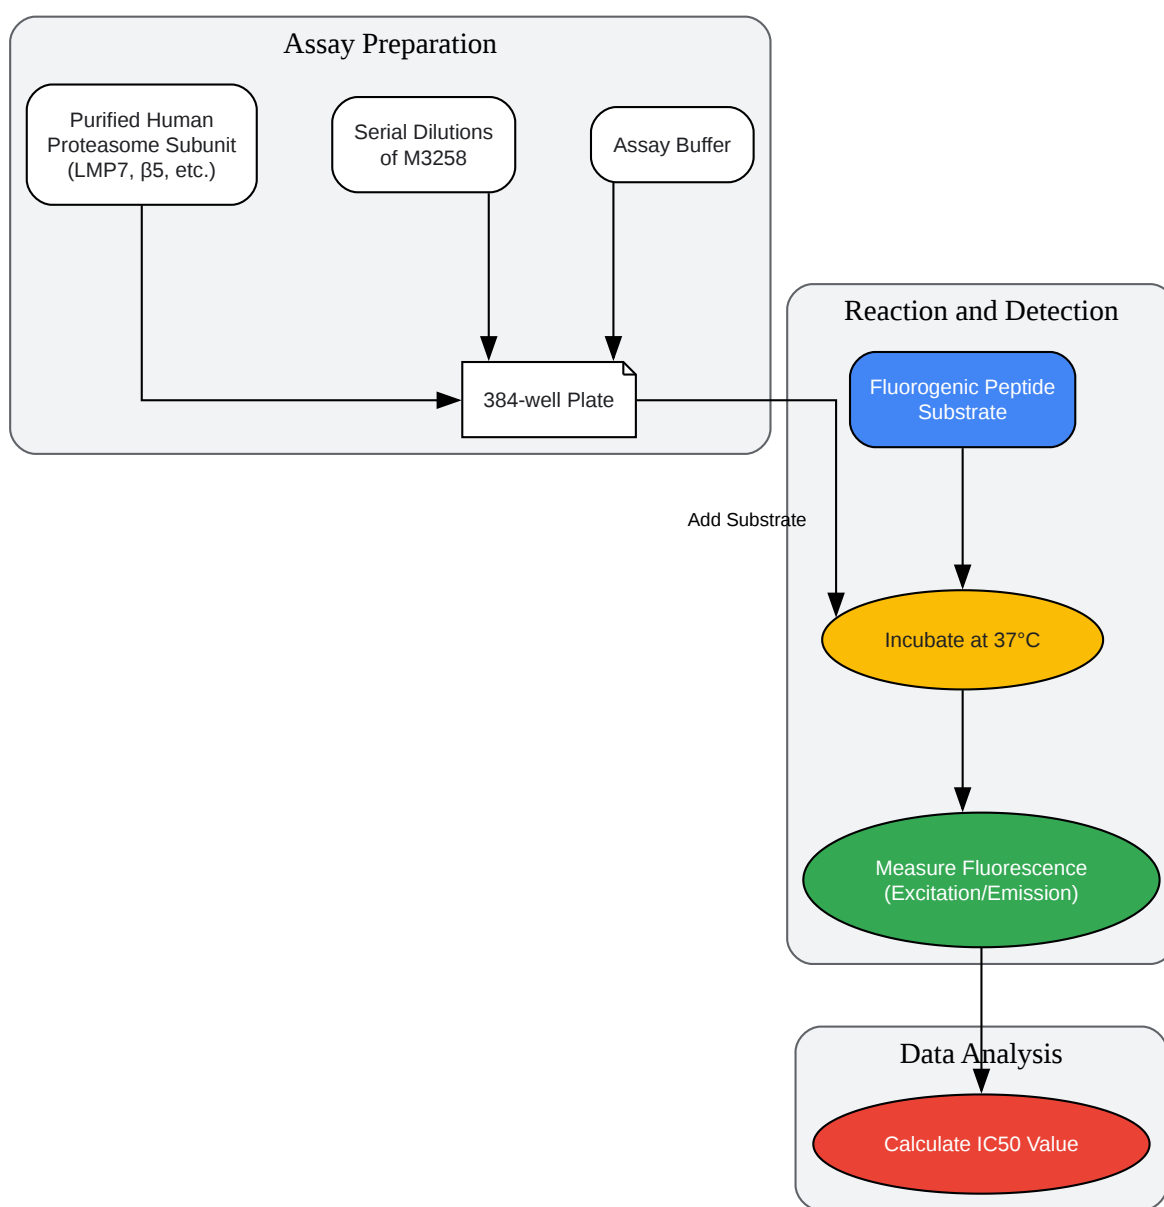 Assay Preparation
Purified Human
Proteasome Subunit
(LMP7, β5, etc.)
Serial Dilutions
of M3258
Assay Buffer
384-well Plate
Reaction and Detection
Fluorogenic Peptide
Substrate
Add Substrate
Incubate at 37°C
Measure Fluorescence
(Excitation/Emission)
Data Analysis
Calculate IC50 Value